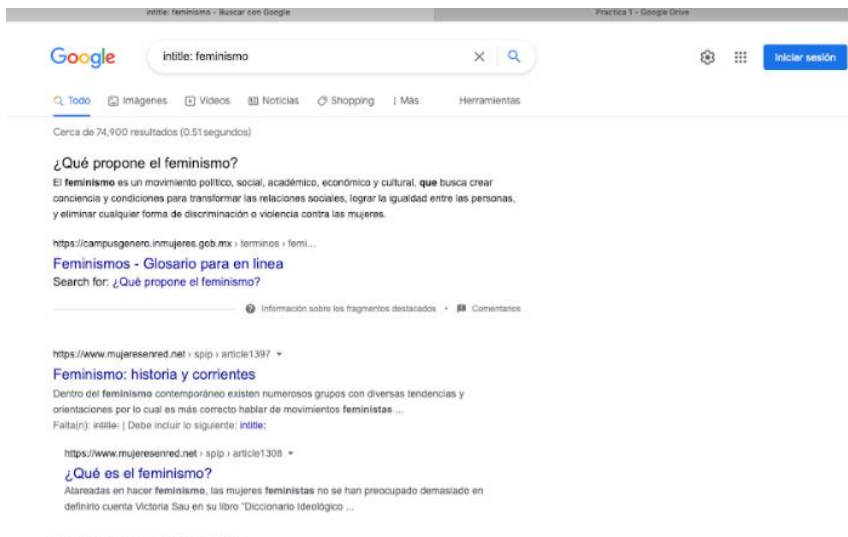 intitle: feminismo - Buscar con Google
Practica 1 - Google Drive
Google
intitle: feminismo
Iniciar sesión
Todo Imágenes Videos Noticias Shopping Más Herramientas
Cerca de 74,900 resultados (0.51 segundos)
¿Qué propone el feminismo?
El feminismo es un movimiento político, social, académico, económico y cultural, que busca crear
conciencia y condiciones para transformar las relaciones sociales, lograr la igualdad entre las personas,
y eliminar cualquier forma de discriminación o violencia contra las mujeres.
https://campusgenero.inmujeres.gob.mx › terminos › femi...
Feminismos - Glosario para en linea
Search for: ¿Qué propone el feminismo?
Información sobre los fragmentos destacados • Comentarios
https://www.mujeresenred.net › spip › article1397
Feminismo: historia y corrientes
Dentro del feminismo contemporáneo existen numerosos grupos con diversas tendencias y
orientaciones por lo cual es más correcto hablar de movimientos feministas ...
Falta(n): intitle: | Debe incluir lo siguiente: intitle:
https://www.mujeresenred.net › spip › article1308
¿Qué es el feminismo?
Atareadas en hacer feminismo, las mujeres feministas no se han preocupado demasiado en
definirlo cuenta Victoria Sau en su libro "Diccionario Ideológico ...